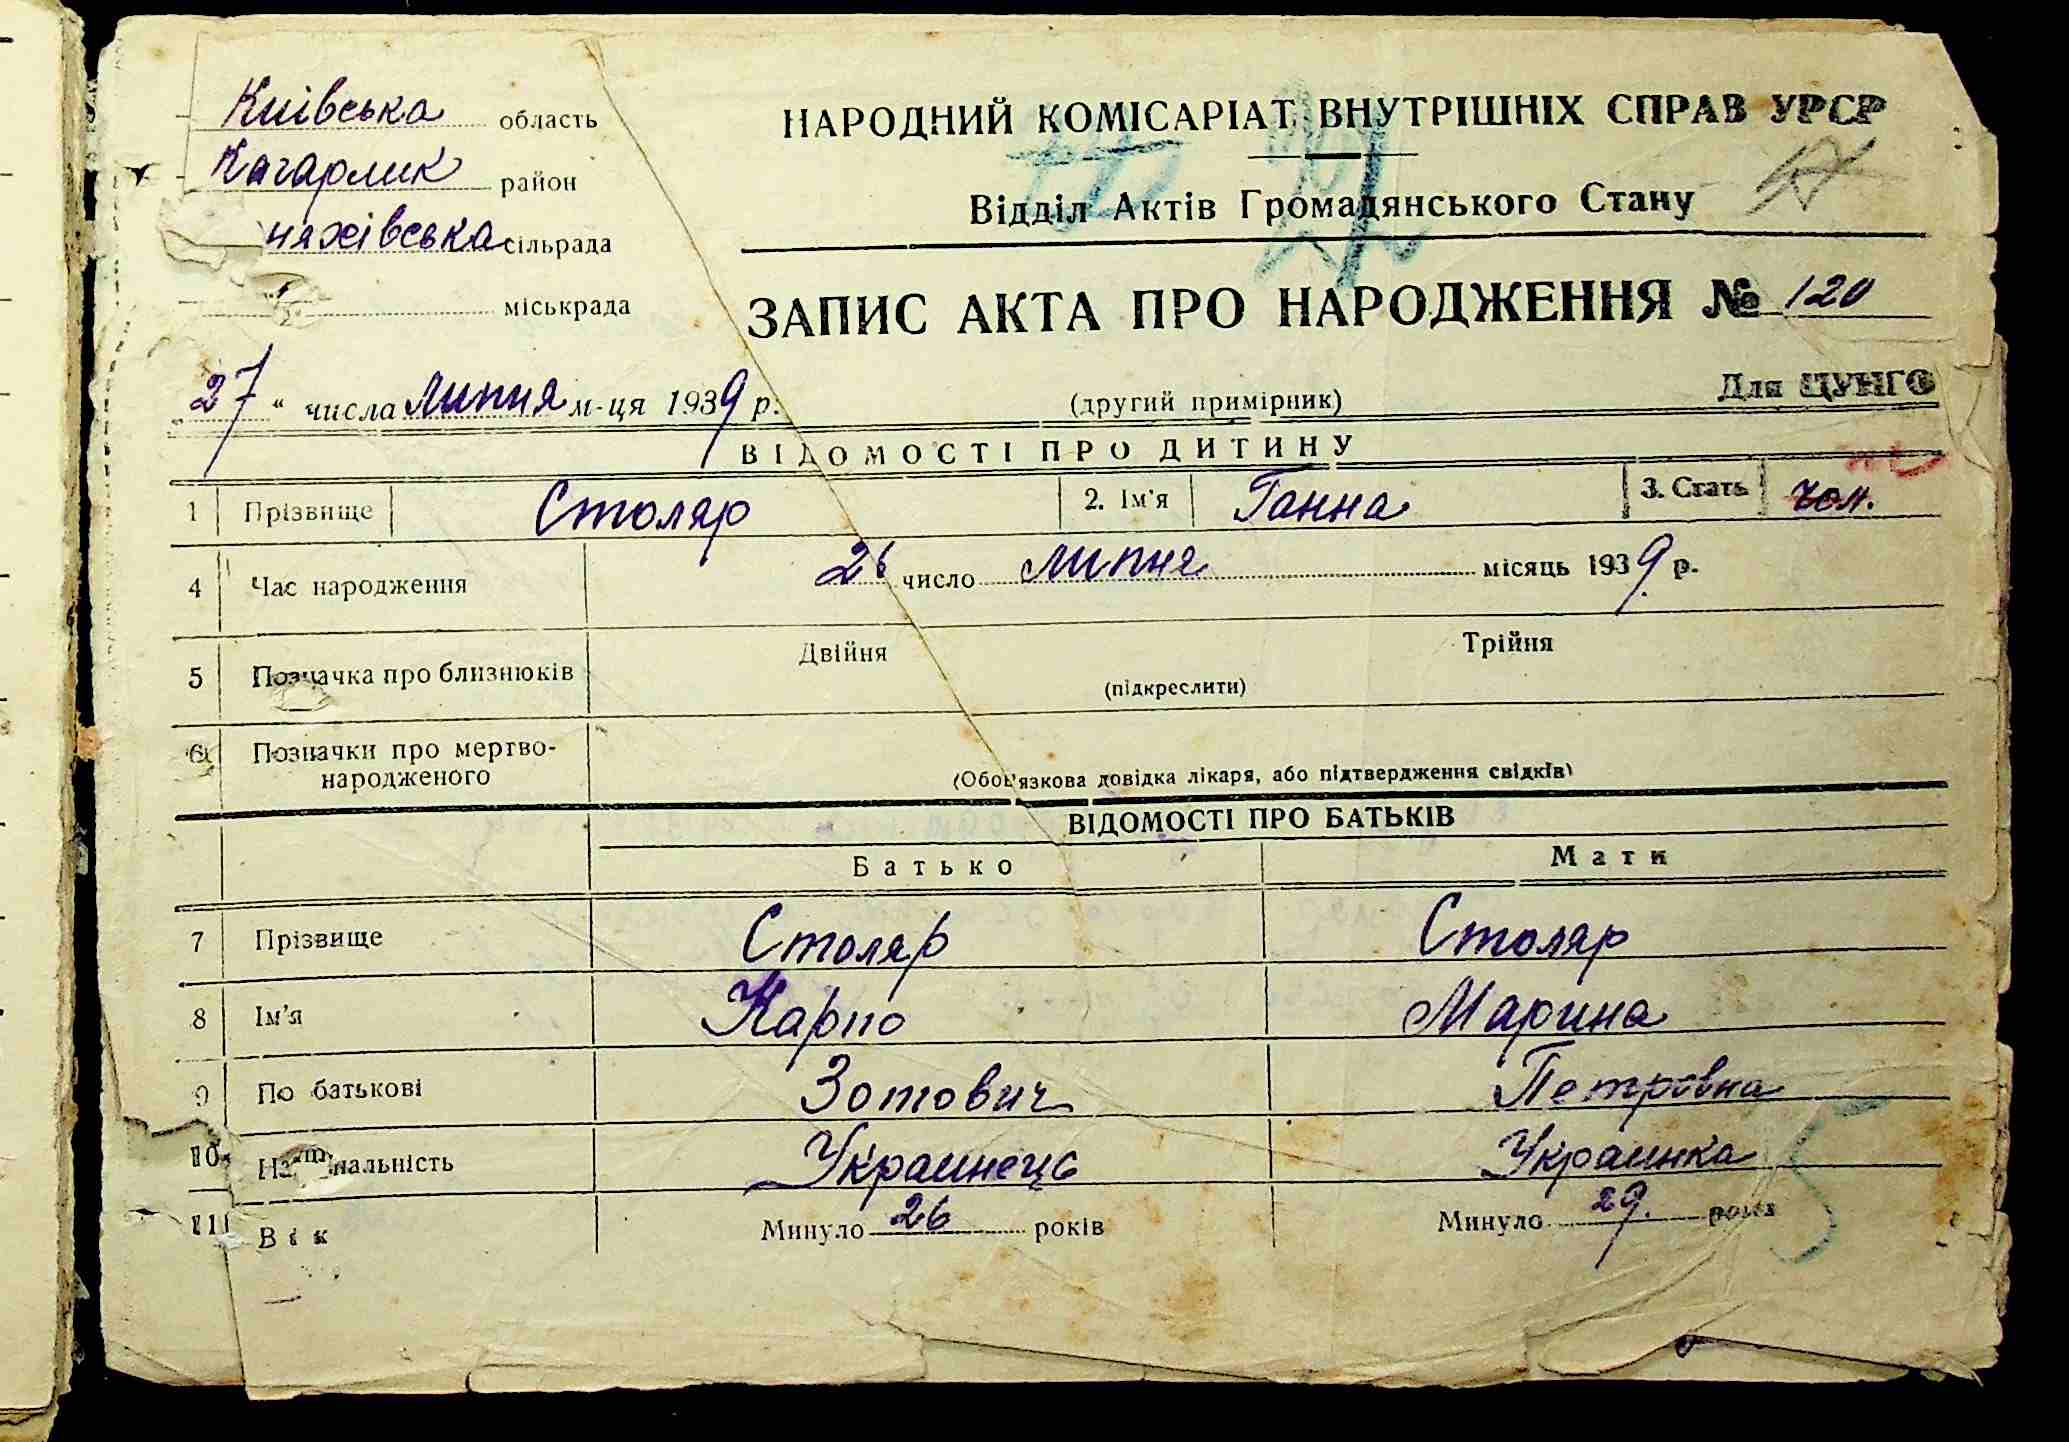 Київська область
Кагарлик район
няхівська сільрада
міськрада
НАРОДНИЙ КОМІСАРІАТ ВНУТРІШНІХ СПРАВ УРСР
Відділ Актів Громадянського Стану
ЗАПИС АКТА ПРО НАРОДЖЕННЯ № 120
27 " числа Липня м-ця 1939 р.
(другий примірник)
Для ЦУНГО
ВІДОМОСТІ ПРО ДИТИНУ
1 Прізвище Столяр 2. Ім'я Ганна 3. Стать чол.
4 Час народження 26 число Липня місяць 1939 р.
5 Позначка про близнюків Двійня Трійня
(підкреслити)
6 Позначки про мертво-
народженого
(Обов'язкова довідка лікаря, або підтвердження свідків)
ВІДОМОСТІ ПРО БАТЬКІВ
Батько Мати
7 Прізвище Столяр Столяр
8 Ім'я Карпо Марина
9 По батькові Зотович Петровна
10 Національність Украинець Украинка
11 Вік Минуло 26 років Минуло 29. років